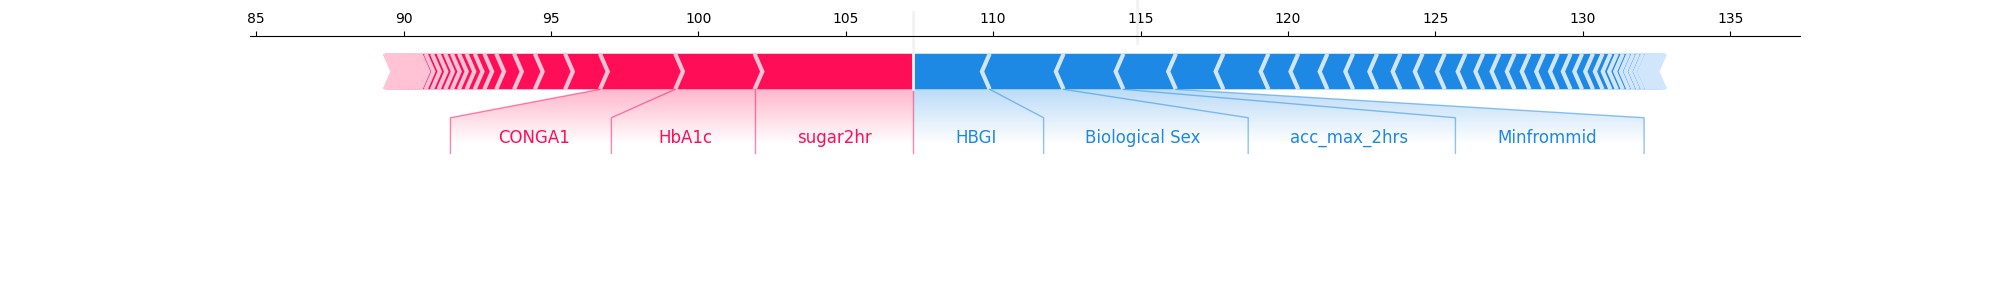 85 90 95 100 105 110 115 120 125 130 135
CONGA1 HbA1c sugar2hr HBGI Biological Sex acc_max_2hrs Minfrommid